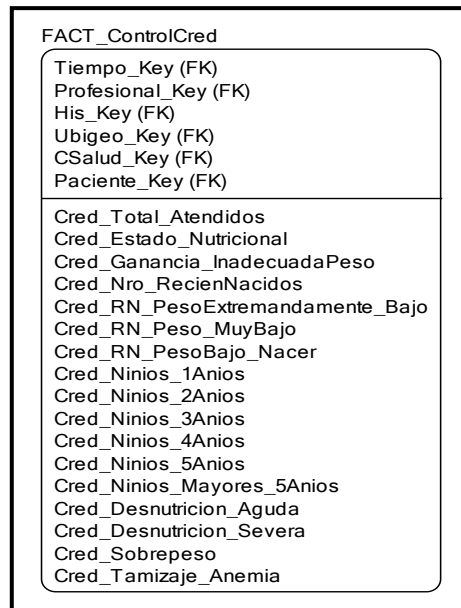 FACT_ControlCred
Tiempo_Key (FK)
Profesional_Key (FK)
His_Key (FK)
Ubigeo_Key (FK)
CSalud_Key (FK)
Paciente_Key (FK)
Cred_Total_Atendidos
Cred_Estado_Nutricional
Cred_Ganancia_InadecuadaPeso
Cred_Nro_RecienNacidos
Cred_RN_PesoExtremandamente_Bajo
Cred_RN_Peso_MuyBajo
Cred_RN_PesoBajo_Nacer
Cred_Ninios_1Anios
Cred_Ninios_2Anios
Cred_Ninios_3Anios
Cred_Ninios_4Anios
Cred_Ninios_5Anios
Cred_Ninios_Mayores_5Anios
Cred_Desnutricion_Aguda
Cred_Desnutricion_Severa
Cred_Sobrepeso
Cred_Tamizaje_Anemia